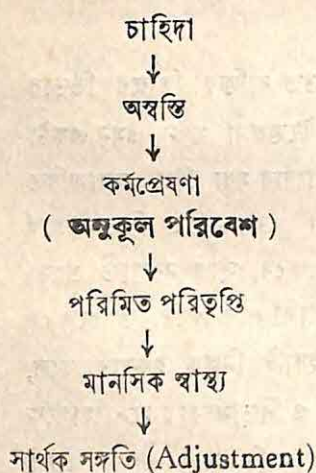 চাহিদা
↓
অস্বস্তি
↓
কর্মপ্রেষণা
( অনুকূল পরিবেশ )
↓
পরিমিত পরিতৃপ্তি
↓
মানসিক স্বাস্থ্য
↓
সার্থক সঙ্গতি (Adjustment)